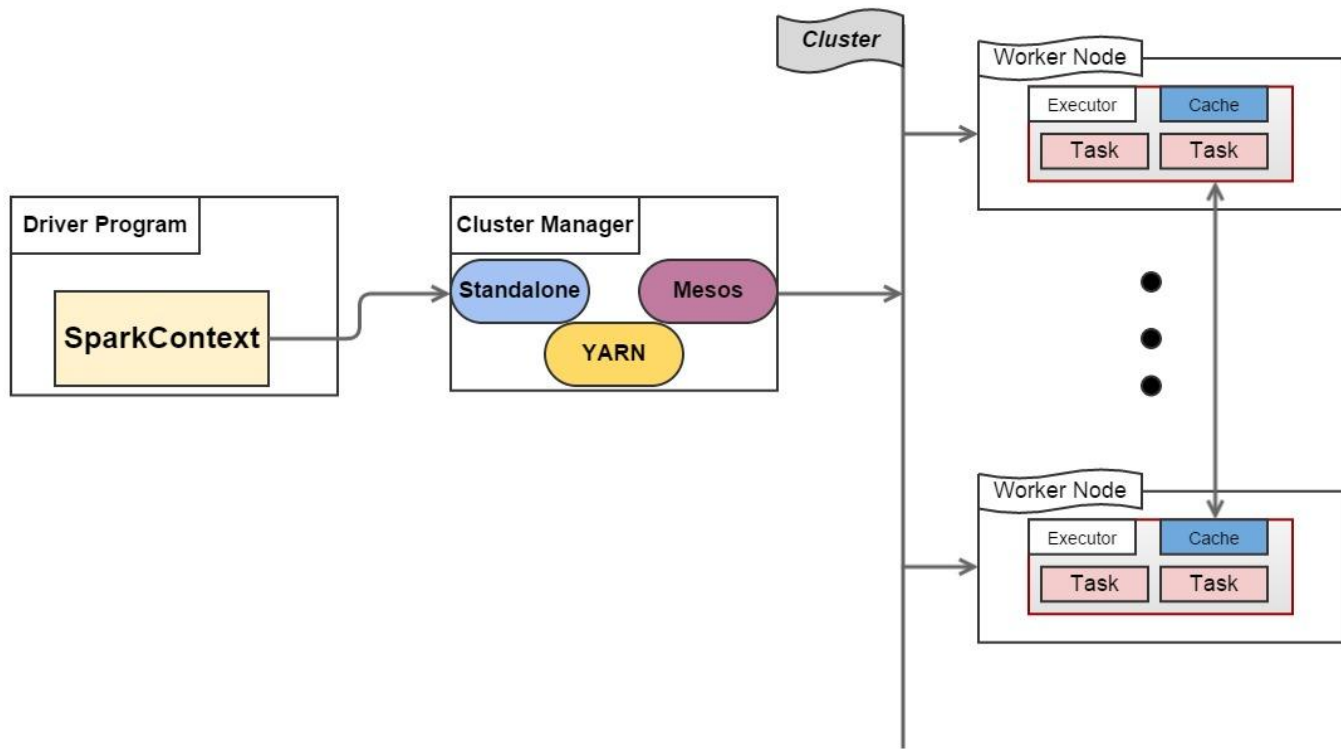 Cluster
Worker Node
Executor
Cache
Task
Task
Driver Program
SparkContext
Cluster Manager
Standalone
Mesos
YARN
Worker Node
Executor
Cache
Task
Task